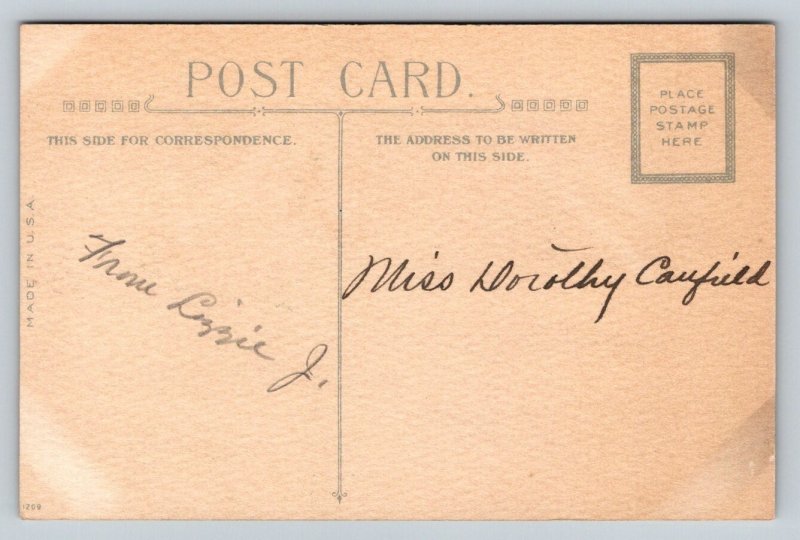 POST CARD.
THIS SIDE FOR CORRESPONDENCE.
THE ADDRESS TO BE WRITTEN
ON THIS SIDE.
PLACE
POSTAGE
STAMP
HERE
MADE IN U.S.A.
From Lizzie J.
Miss Dorothy Caufield
1209